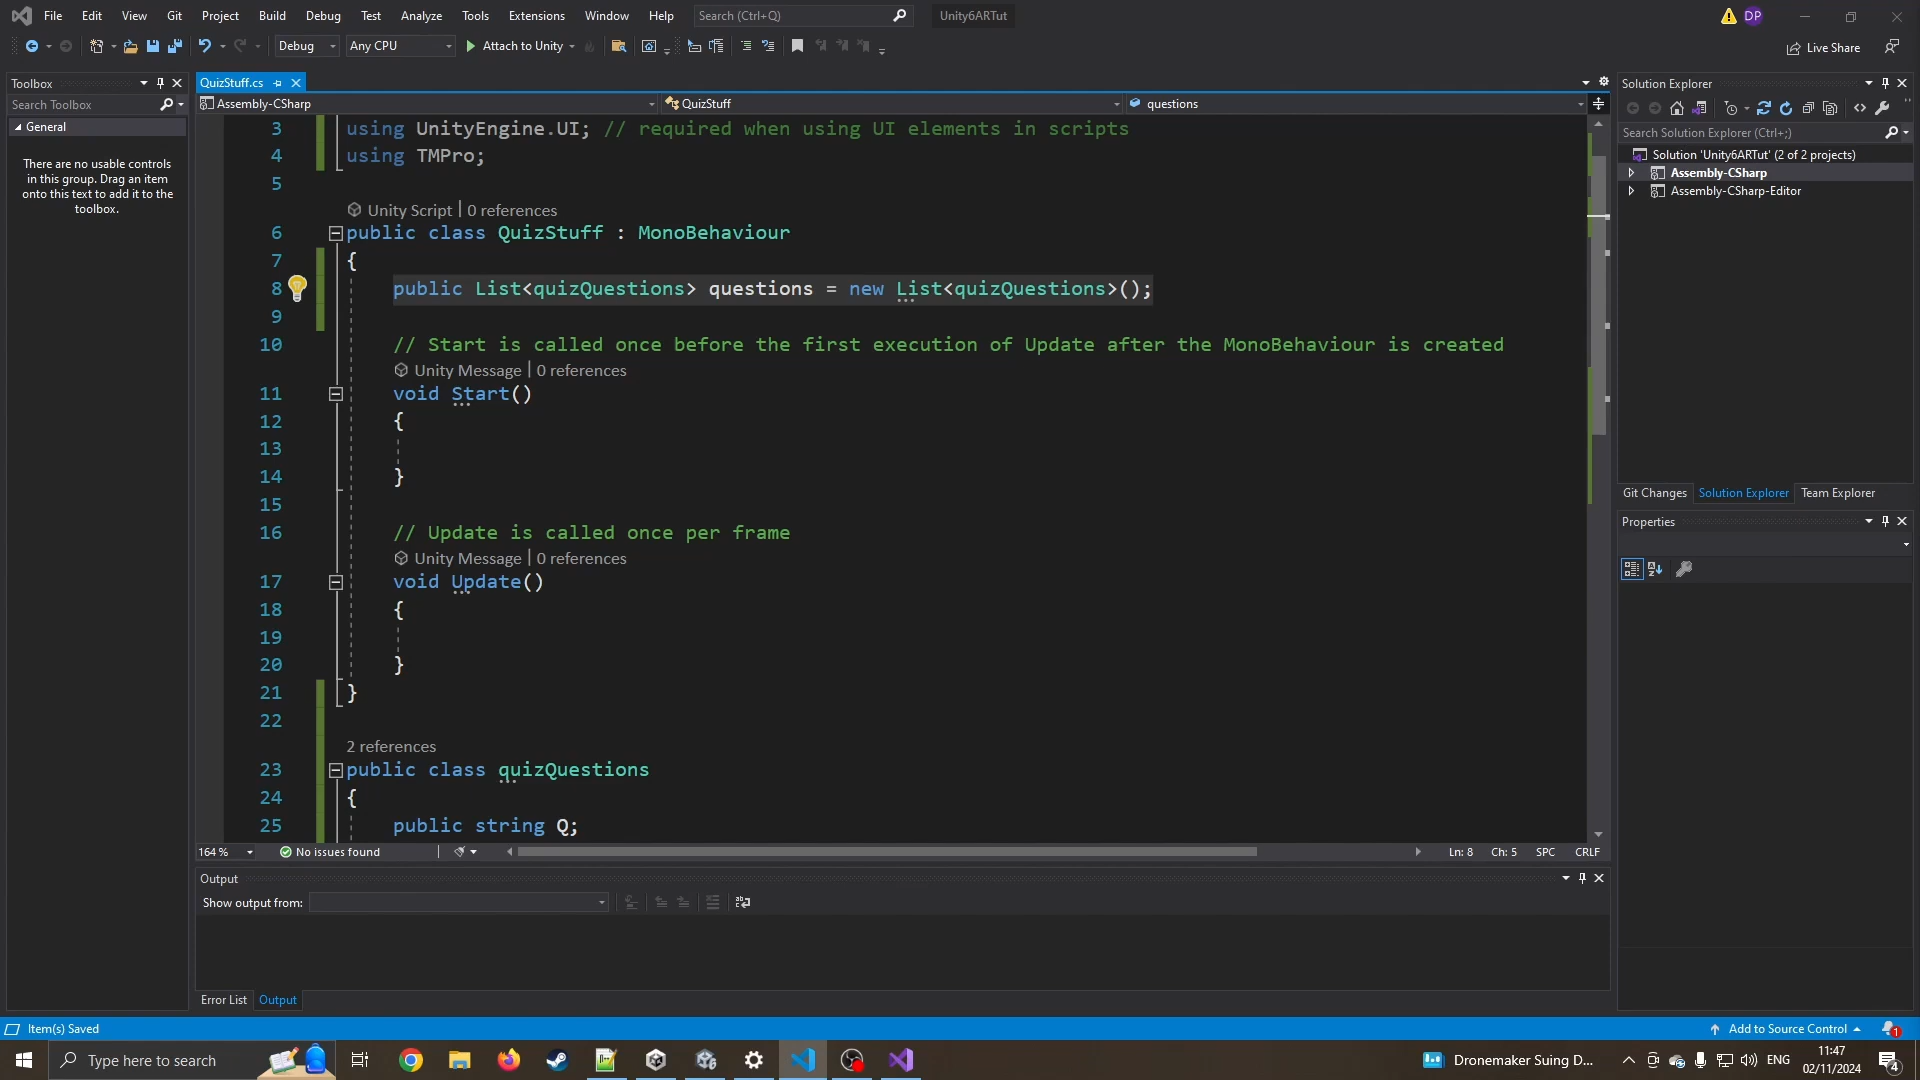 File Edit View Git Project Build Debug Test Analyze Tools Extensions Window Help Search (Ctrl+Q) Unity6ARTut DP
Debug Any CPU Attach to Unity Live Share
Toolbox
Search Toolbox
General
There are no usable controls
in this group. Drag an item
onto this text to add it to the
toolbox.
QuizStuff.cs
Assembly-CSharp QuizStuff questions
3 using UnityEngine.UI; // required when using UI elements in scripts
4 using TMPro;
5
Unity Script | 0 references
6 public class QuizStuff : MonoBehaviour
7 {
8 public List<quizQuestions> questions = new List<quizQuestions>();
9
10 // Start is called once before the first execution of Update after the MonoBehaviour is created
Unity Message | 0 references
11 void Start()
12 {
13
14 }
15
16 // Update is called once per frame
Unity Message | 0 references
17 void Update()
18 {
19
20 }
21 }
22
2 references
23 public class quizQuestions
24 {
25 public string Q;
164 % No issues found Ln: 8 Ch: 5 SPC CRLF
Output
Show output from:
Error List Output
Solution Explorer
Search Solution Explorer (Ctrl+;)
Solution 'Unity6ARTut' (2 of 2 projects)
Assembly-CSharp
Assembly-CSharp-Editor
Git Changes Solution Explorer Team Explorer
Properties
Item(s) Saved Add to Source Control 1
Type here to search Dronemaker Suing D... ENG 11:47
02/11/2024 4